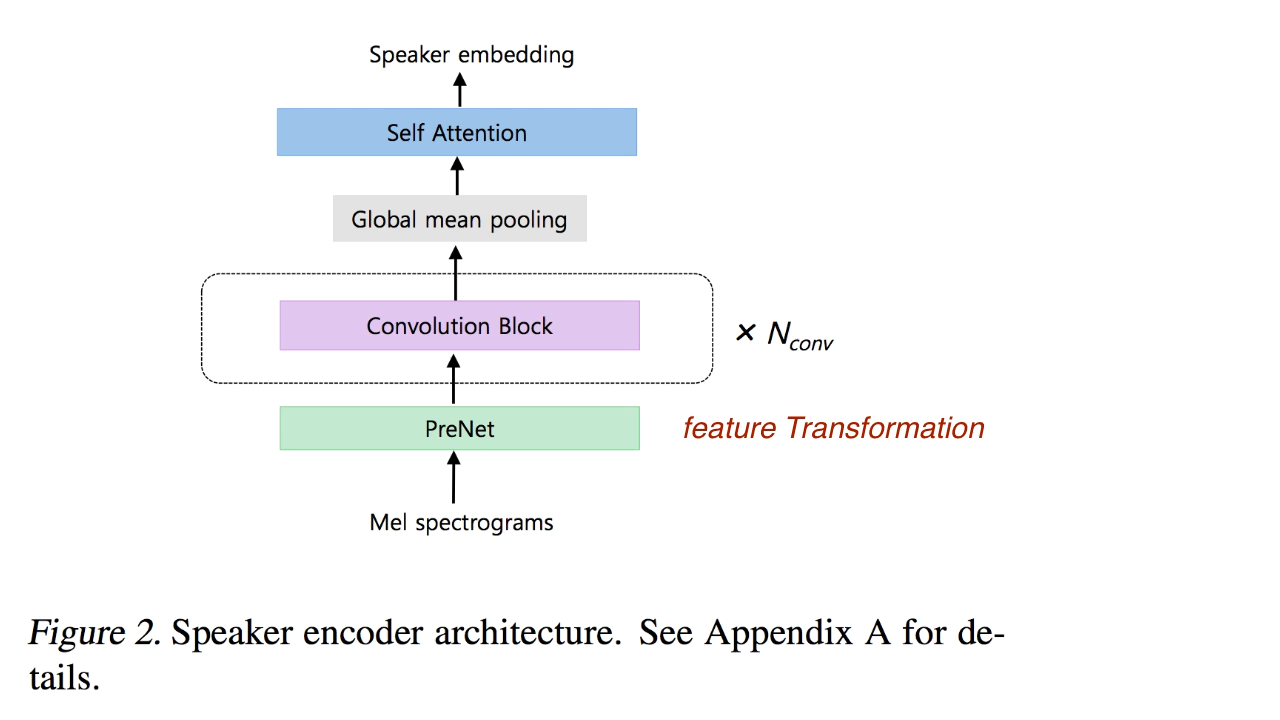 Speaker embedding
Self Attention
Global mean pooling
Convolution Block
× Nconv
PreNet
feature Transformation
Mel spectrograms
Figure 2. Speaker encoder architecture. See Appendix A for de-
tails.